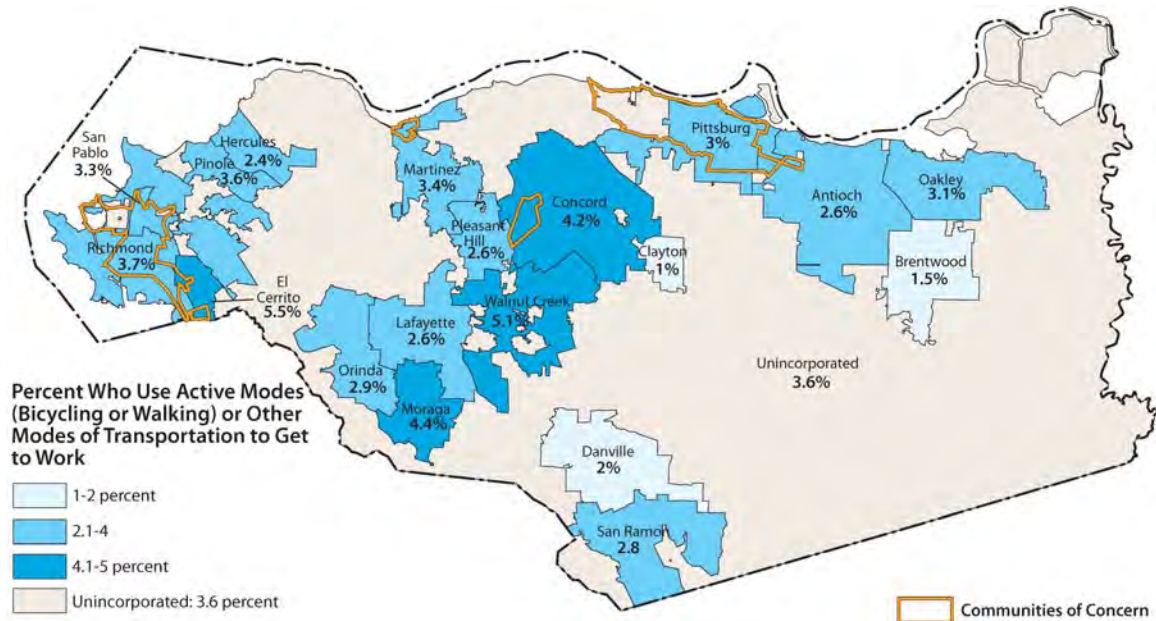 San
Pablo
3.3%
Hercules
2.4%
Pinole
3.6%
Richmond
3.7%
El
Cerrito
5.5%
Martinez
3.4%
Pleasant
Hill
2.6%
Concord
4.2%
Clayton
1%
Pittsburg
3%
Antioch
2.6%
Oakley
3.1%
Brentwood
1.5%
Walnut Creek
5.1%
Lafayette
2.6%
Orinda
2.9%
Moraga
4.4%
Unincorporated
3.6%
Danville
2%
San Ramon
2.8
Percent Who Use Active Modes
(Bicycling or Walking) or Other
Modes of Transportation to Get
to Work
1-2 percent
2.1-4
4.1-5 percent
Unincorporated: 3.6 percent
Communities of Concern